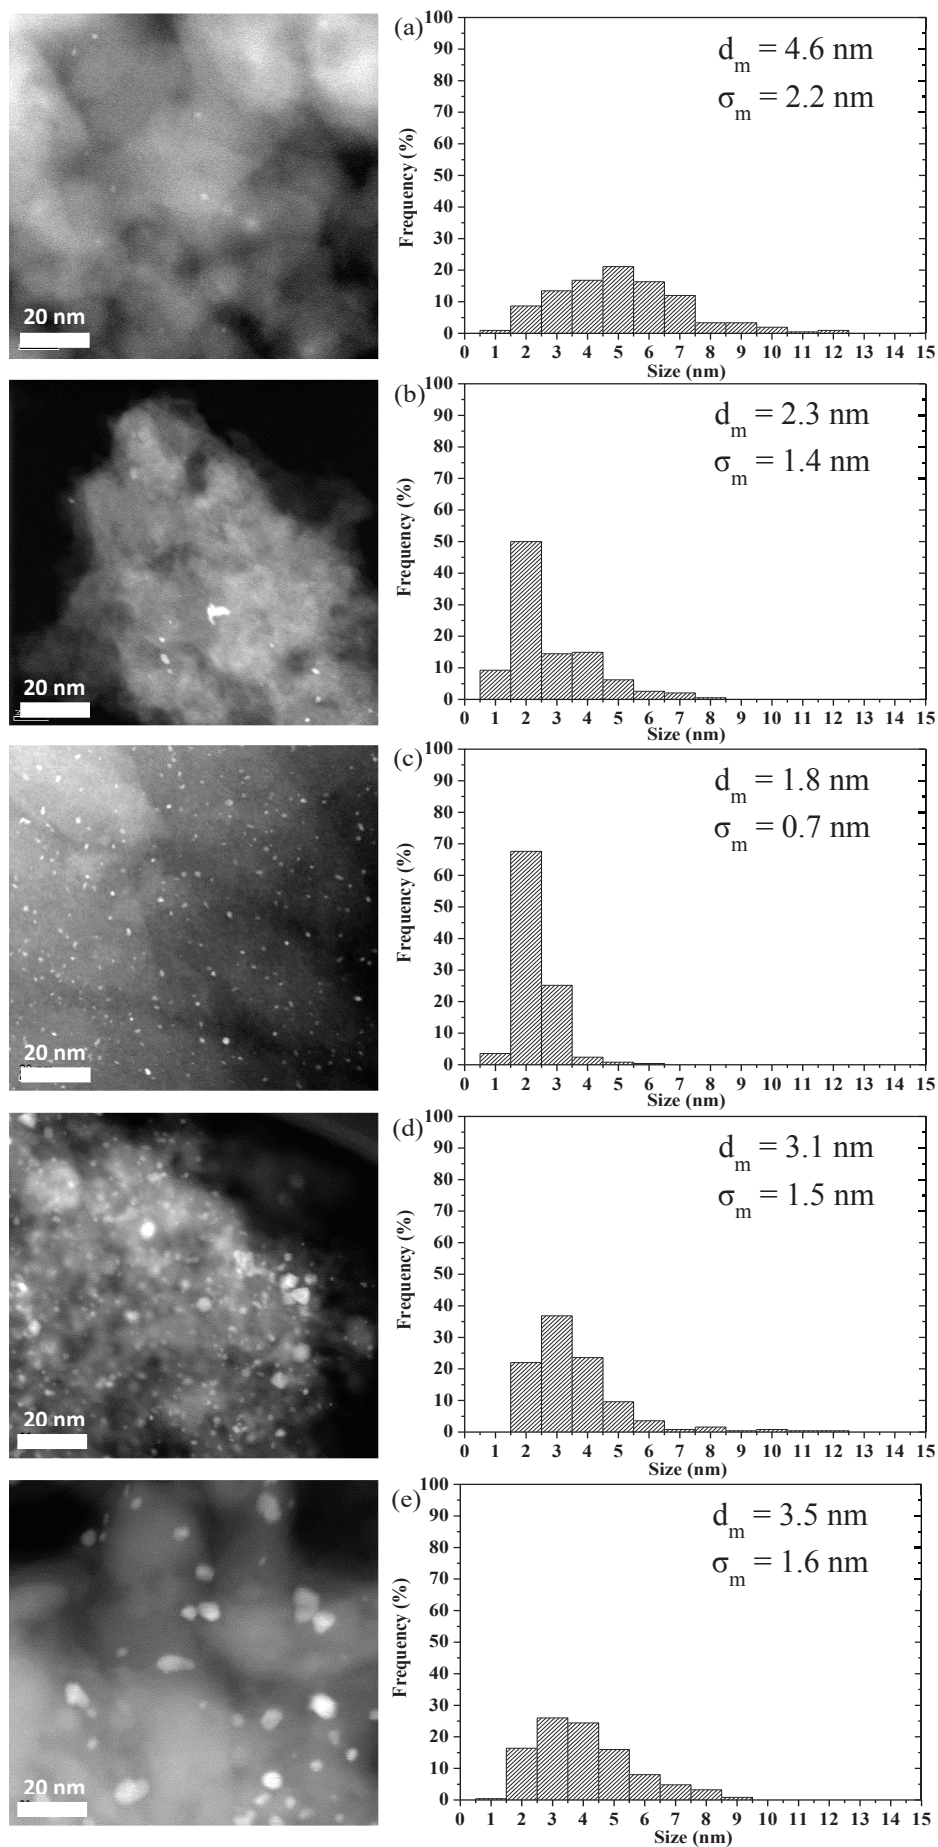 (a)
d_m = 4.6 nm
σ_m = 2.2 nm
100
90
80
70
60
50
40
30
20
10
0
Frequency (%)
0 1 2 3 4 5 6 7 8 9 10 11 12 13 14 15
Size (nm)
20 nm
(b)
d_m = 2.3 nm
σ_m = 1.4 nm
100
90
80
70
60
50
40
30
20
10
0
Frequency (%)
0 1 2 3 4 5 6 7 8 9 10 11 12 13 14 15
Size (nm)
20 nm
(c)
d_m = 1.8 nm
σ_m = 0.7 nm
100
90
80
70
60
50
40
30
20
10
0
Frequency (%)
0 1 2 3 4 5 6 7 8 9 10 11 12 13 14 15
Size (nm)
20 nm
(d)
d_m = 3.1 nm
σ_m = 1.5 nm
100
90
80
70
60
50
40
30
20
10
0
Frequency (%)
0 1 2 3 4 5 6 7 8 9 10 11 12 13 14 15
Size (nm)
20 nm
(e)
d_m = 3.5 nm
σ_m = 1.6 nm
100
90
80
70
60
50
40
30
20
10
0
Frequency (%)
0 1 2 3 4 5 6 7 8 9 10 11 12 13 14 15
Size (nm)
20 nm